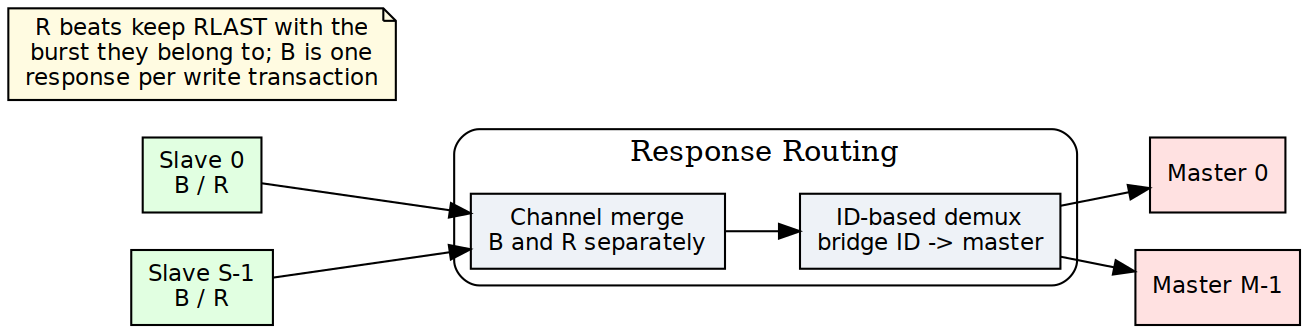 R beats keep RLAST with the
burst they belong to; B is one
response per write transaction
Slave 0
B / R
Slave S-1
B / R
Response Routing
Channel merge
B and R separately
ID-based demux
bridge ID -> master
Master 0
Master M-1